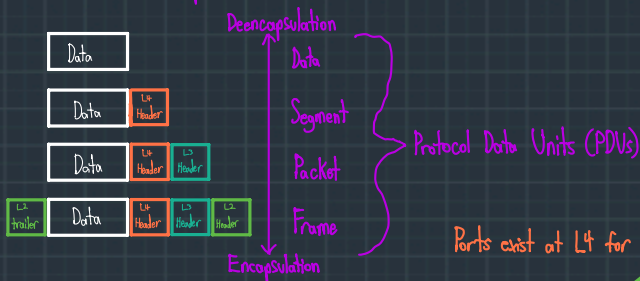 Deencapsulation
Data
Data
Data L4 Header
Segment
Data L4 Header L3 Header
Packet
Protocol Data Units (PDUs)
L2 trailer Data L4 Header L3 Header L2 Header
Frame
Ports exist at L4 for
Encapsulation